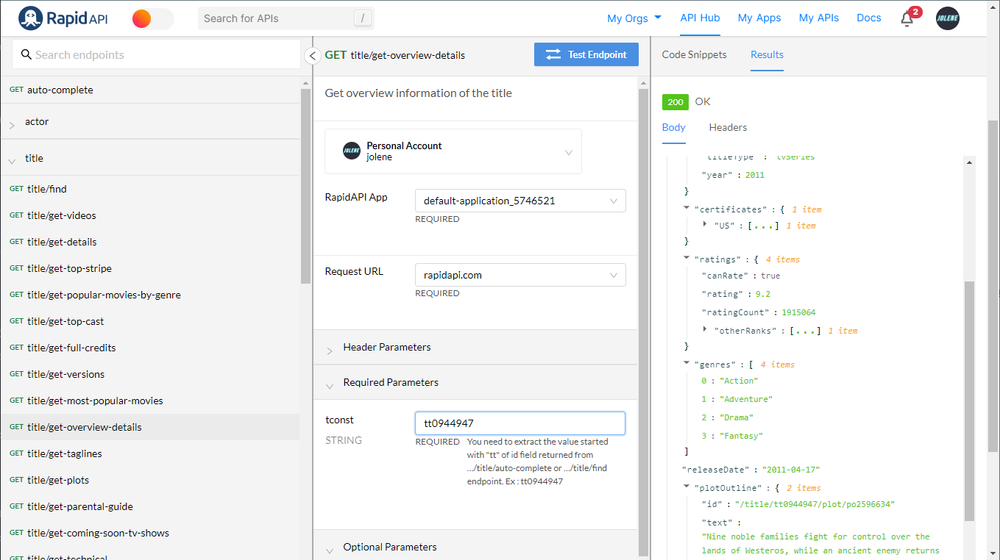 Rapid API
Search for APIs
/
My Orgs
API Hub
My Apps
My APIs
Docs
2
JOLENE
Search endpoints
GET auto-complete
actor
title
GET title/find
GET title/get-videos
GET title/get-details
GET title/get-top-stripe
GET title/get-popular-movies-by-genre
GET title/get-top-cast
GET title/get-full-credits
GET title/get-versions
GET title/get-most-popular-movies
GET title/get-overview-details
GET title/get-taglines
GET title/get-plots
GET title/get-parental-guide
GET title/get-coming-soon-tv-shows
GET title/get-technical
GET title/get-overview-details
Test Endpoint
Get overview information of the title
JOLENE
Personal Account
jolene
RapidAPI App
default-application_5746521
REQUIRED
Request URL
rapidapi.com
REQUIRED
Header Parameters
Required Parameters
tconst
STRING
tt0944947
REQUIRED
You need to extract the value started
with "tt" of id field returned from
.../title/auto-complete or .../title/find
endpoint. Ex : tt0944947
Optional Parameters
Code Snippets
Results
200 OK
Body
Headers
"titleType" : "tvSeries"
"year" : 2011
}
"certificates" : { 1 item
"US" : [...] 1 item
}
"ratings" : { 4 items
"canRate" : true
"rating" : 9.2
"ratingCount" : 1915064
"otherRanks" : [...] 1 item
}
"genres" : [ 4 items
0 : "Action"
1 : "Adventure"
2 : "Drama"
3 : "Fantasy"
]
"releaseDate" : "2011-04-17"
"plotOutline" : { 2 items
"id" : "/title/tt0944947/plot/po2596634"
"text" :
"Nine noble families fight for control over the
lands of Westeros, while an ancient enemy returns